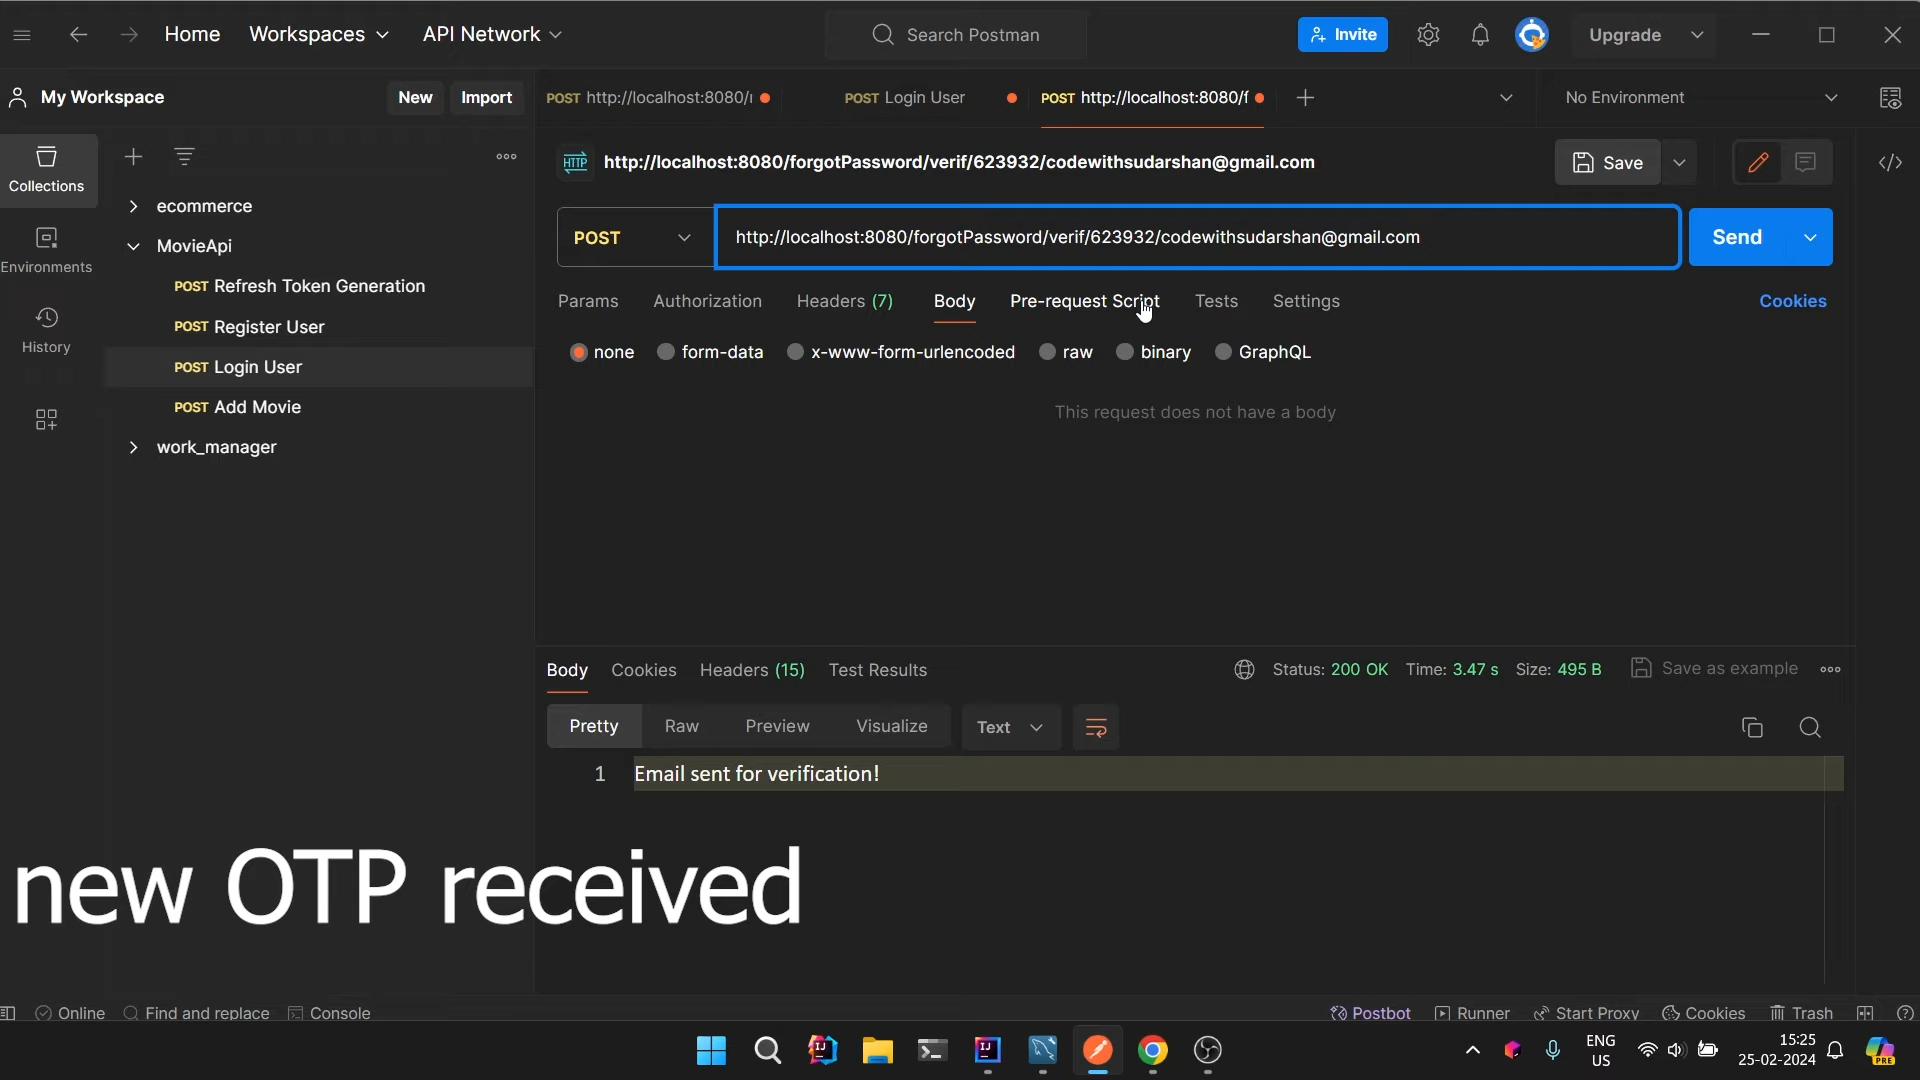 Home Workspaces API Network Search Postman Invite Upgrade
My Workspace New Import POST http://localhost:8080/ POST Login User POST http://localhost:8080/f No Environment
HTTP http://localhost:8080/forgotPassword/verif/623932/codewithsudarshan@gmail.com Save
Collections
ecommerce
POST http://localhost:8080/forgotPassword/verif/623932/codewithsudarshan@gmail.com Send
MovieApi
Environments
POST Refresh Token Generation
Params Authorization Headers (7) Body Pre-request Script Tests Settings Cookies
POST Register User
History
none form-data x-www-form-urlencoded raw binary GraphQL
POST Login User
POST Add Movie
This request does not have a body
work_manager
Body Cookies Headers (15) Test Results Status: 200 OK Time: 3.47 s Size: 495 B Save as example
Pretty Raw Preview Visualize Text
1 Email sent for verification!
new OTP received
Online Find and replace Console Postbot Runner Start Proxy Cookies Trash
ENG
US
15:25
25-02-2024
PRE